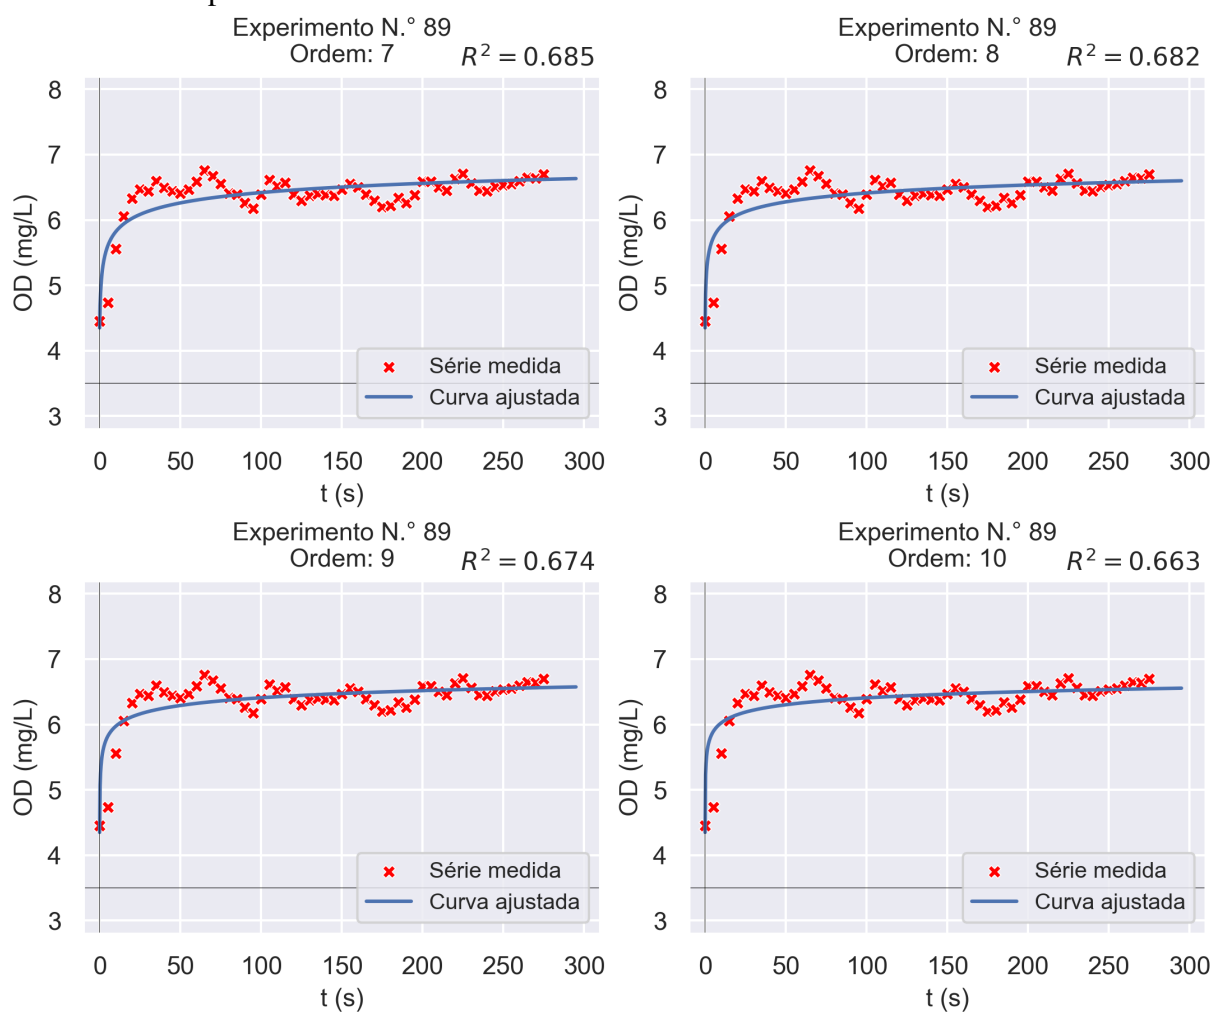 Experimento N.° 89
Ordem: 7 R² = 0.685
8
7
6
5
4
3
OD (mg/L)
Série medida
Curva ajustada
0 50 100 150 200 250 300
t (s)
Experimento N.° 89
Ordem: 8 R² = 0.682
8
7
6
5
4
3
OD (mg/L)
Série medida
Curva ajustada
0 50 100 150 200 250 300
t (s)
Experimento N.° 89
Ordem: 9 R² = 0.674
8
7
6
5
4
3
OD (mg/L)
Série medida
Curva ajustada
0 50 100 150 200 250 300
t (s)
Experimento N.° 89
Ordem: 10 R² = 0.663
8
7
6
5
4
3
OD (mg/L)
Série medida
Curva ajustada
0 50 100 150 200 250 300
t (s)